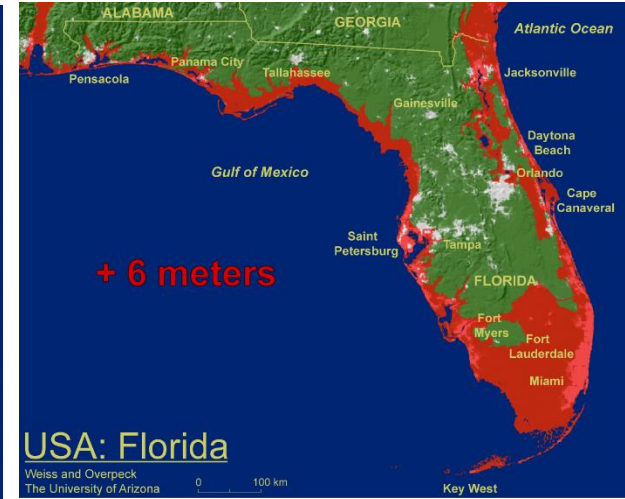 ALABAMA
GEORGIA
Atlantic Ocean
Pensacola
Panama City
Tallahassee
Jacksonville
Gainesville
Daytona
Beach
Orlando
Cape
Canaveral
Gulf of Mexico
Saint
Petersburg
Tampa
+ 6 meters
FLORIDA
Fort
Myers
Fort
Lauderdale
Miami
USA: Florida
Weiss and Overpeck
The University of Arizona
0 100 km
Key West